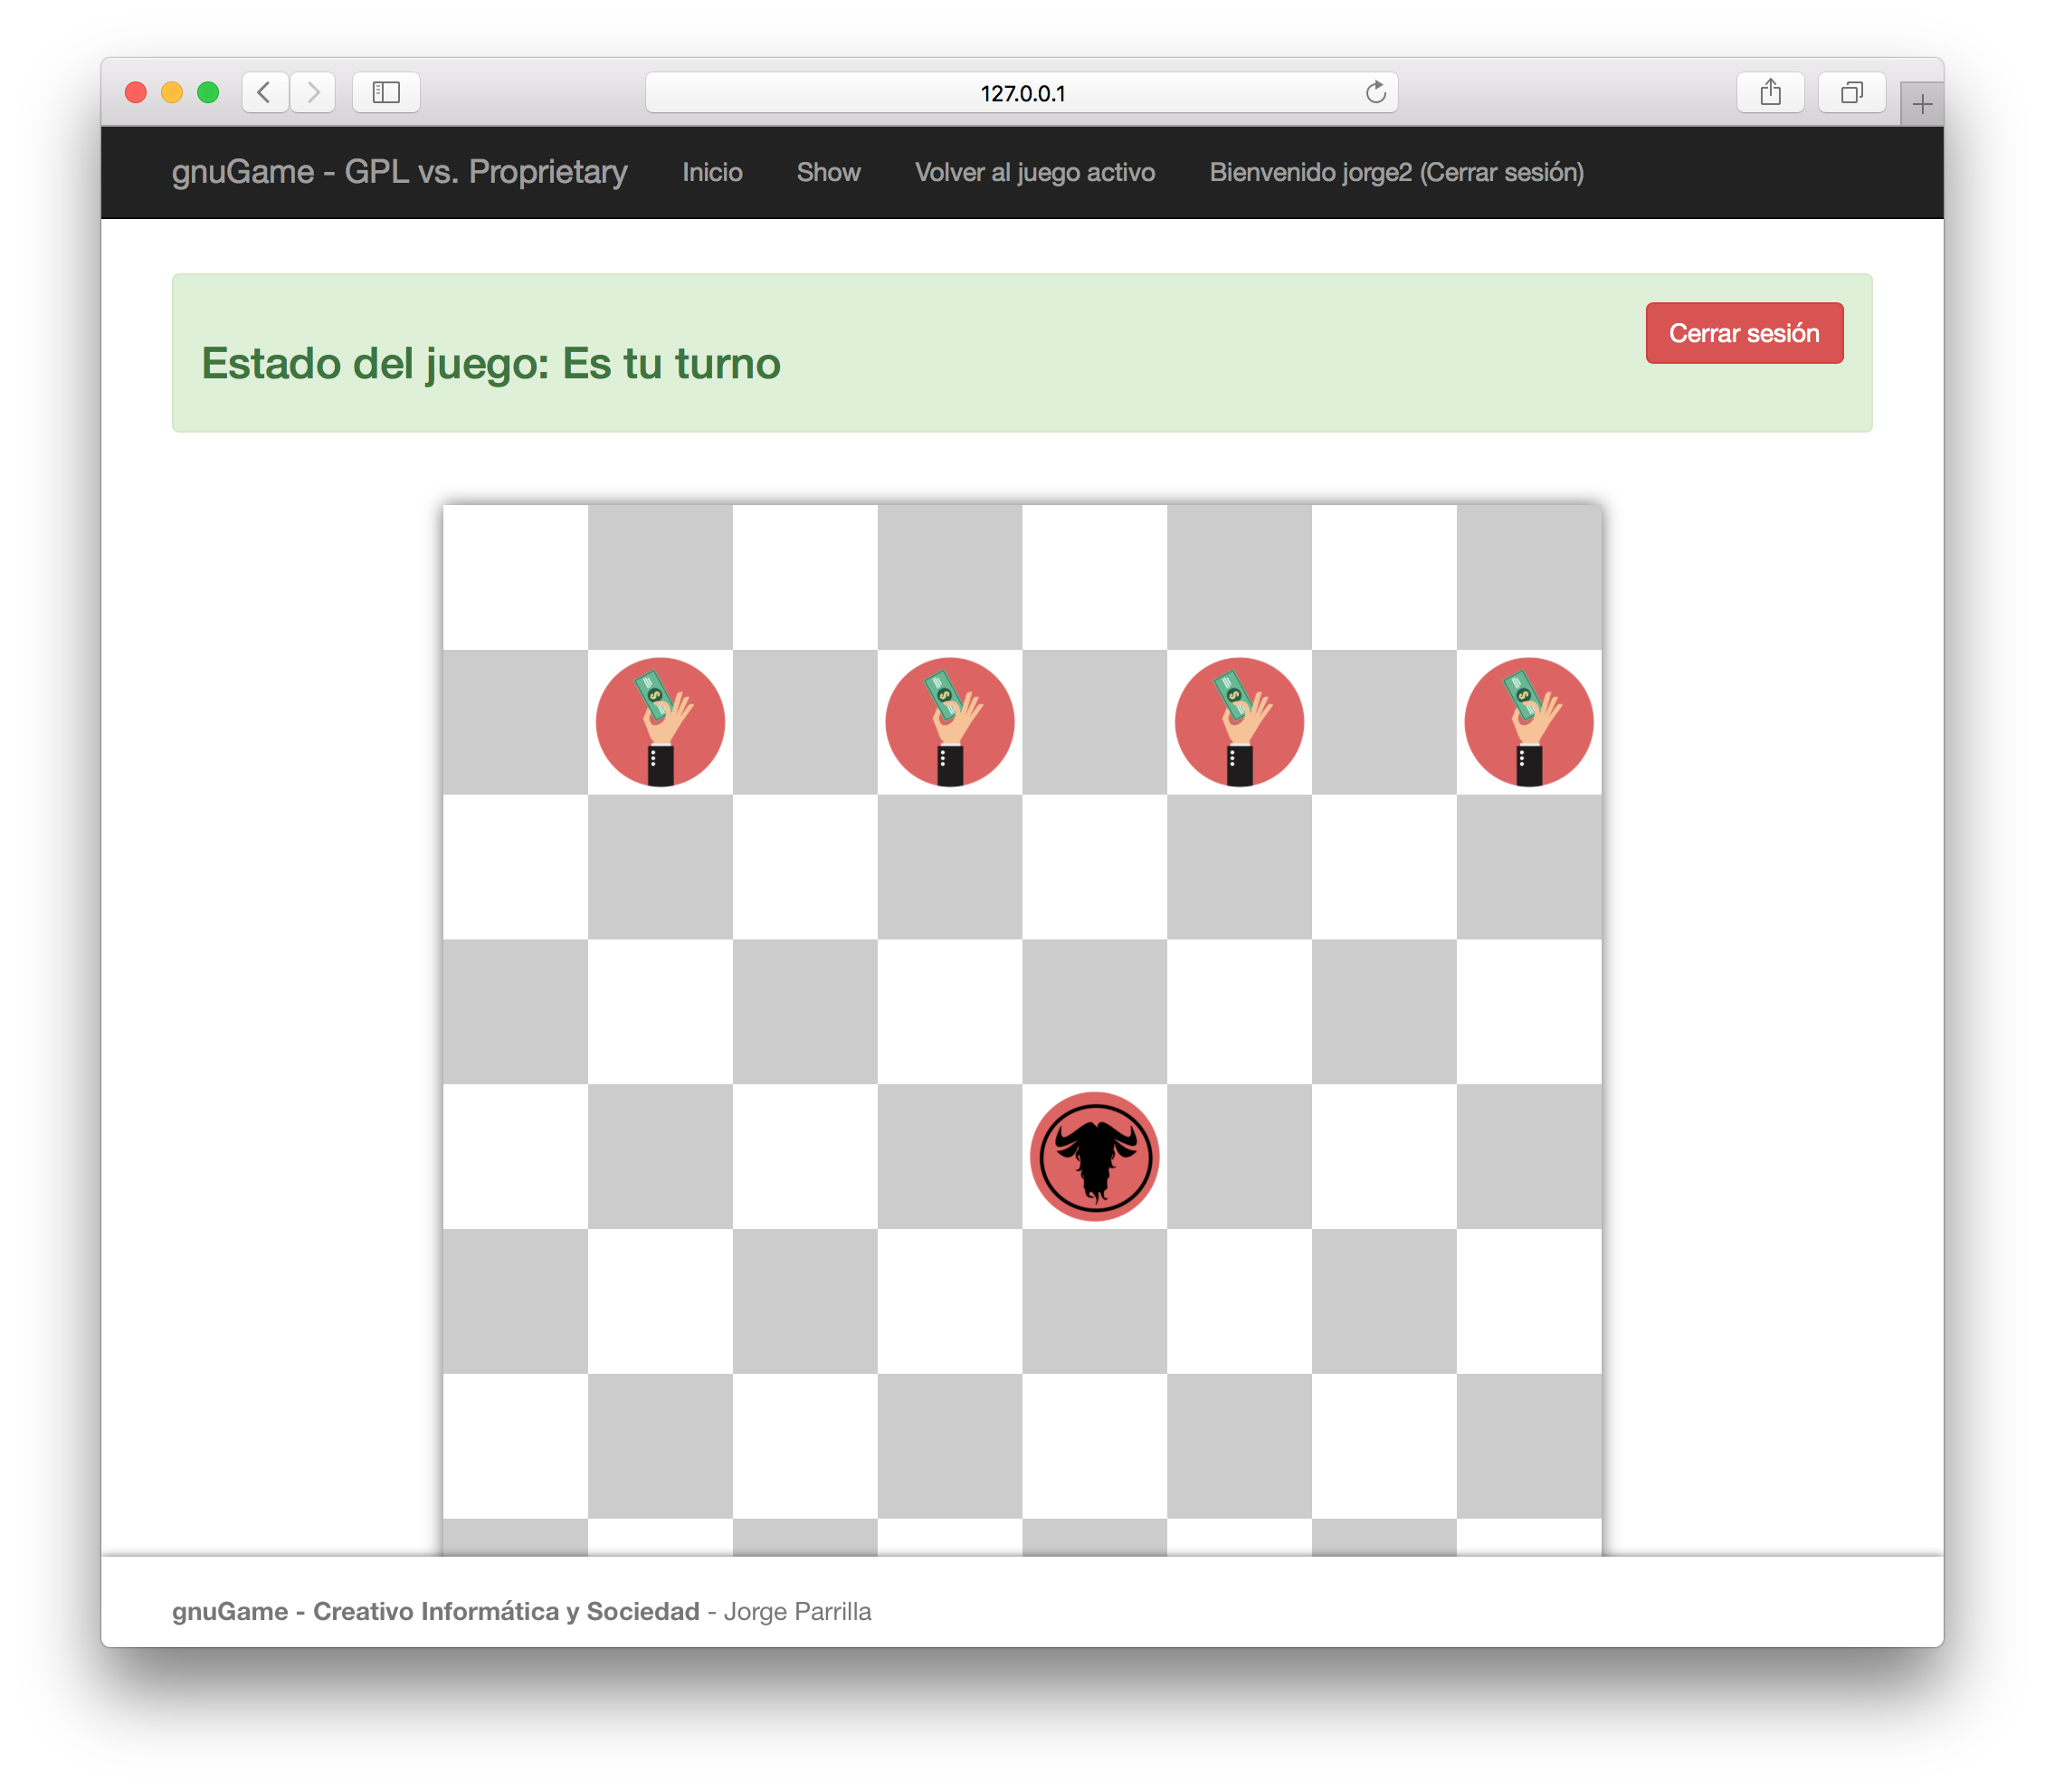 127.0.0.1
gnuGame - GPL vs. Proprietary Inicio Show Volver al juego activo Bienvenido jorge2 (Cerrar sesión)
Cerrar sesión
Estado del juego: Es tu turno
gnuGame - Creativo Informática y Sociedad - Jorge Parrilla